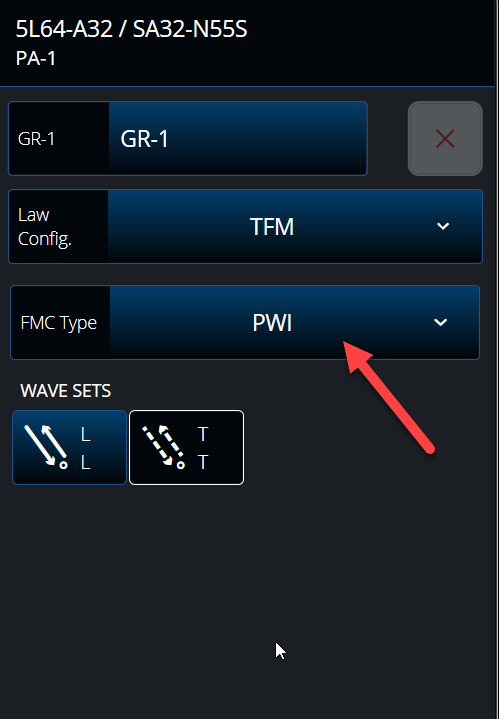 5L64-A32 / SA32-N55S
PA-1
GR-1
GR-1
Law
Config.
TFM
FMC Type
PWI
WAVE SETS
L
L
T
T